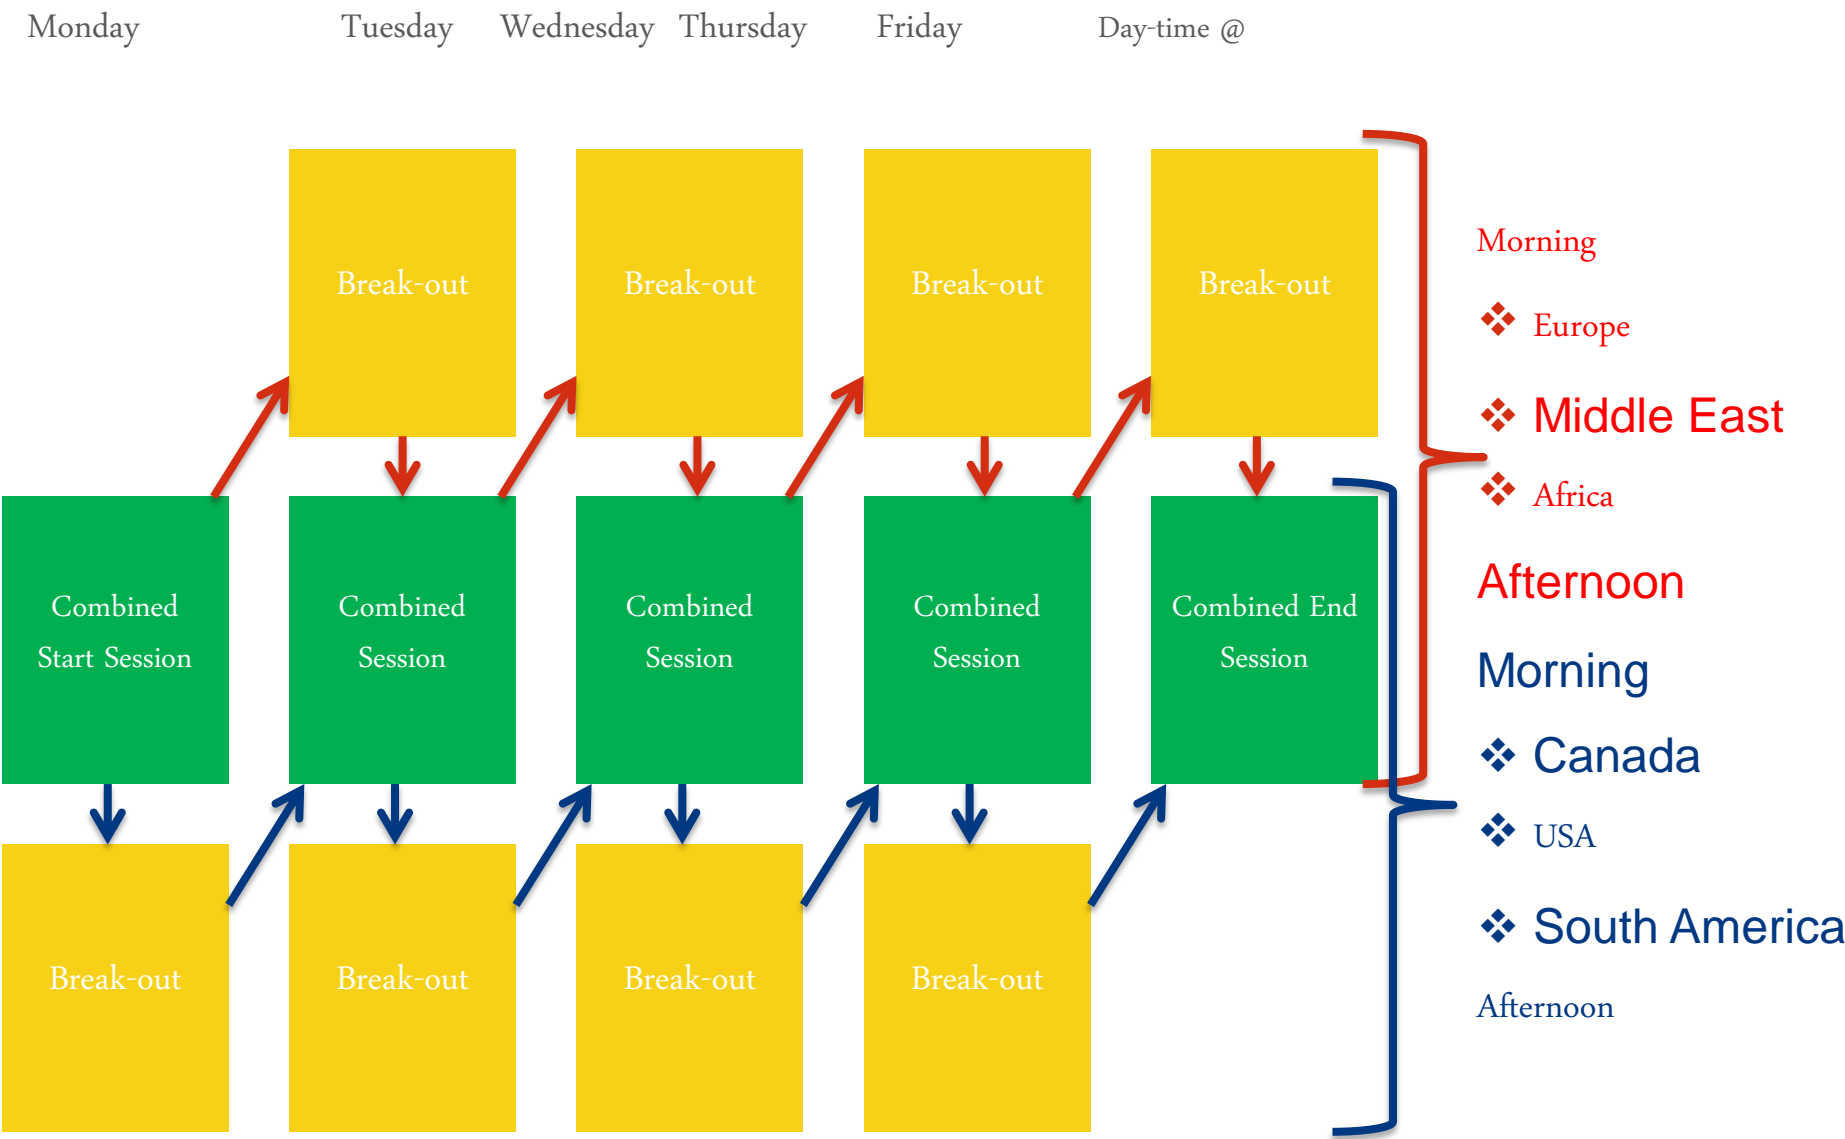 Monday Tuesday Wednesday Thursday Friday Day-time @
Break-out Break-out Break-out Break-out
Morning
Europe
Middle East
Africa
Afternoon
Combined Combined Combined Combined Combined End
Start Session Session Session Session Session
Morning
Canada
USA
South America
Afternoon
Break-out Break-out Break-out Break-out